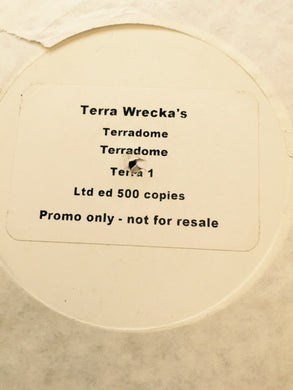 Terra Wrecka's
Terradome
Terradome
Terra 1
Ltd ed 500 copies
Promo only - not for resale